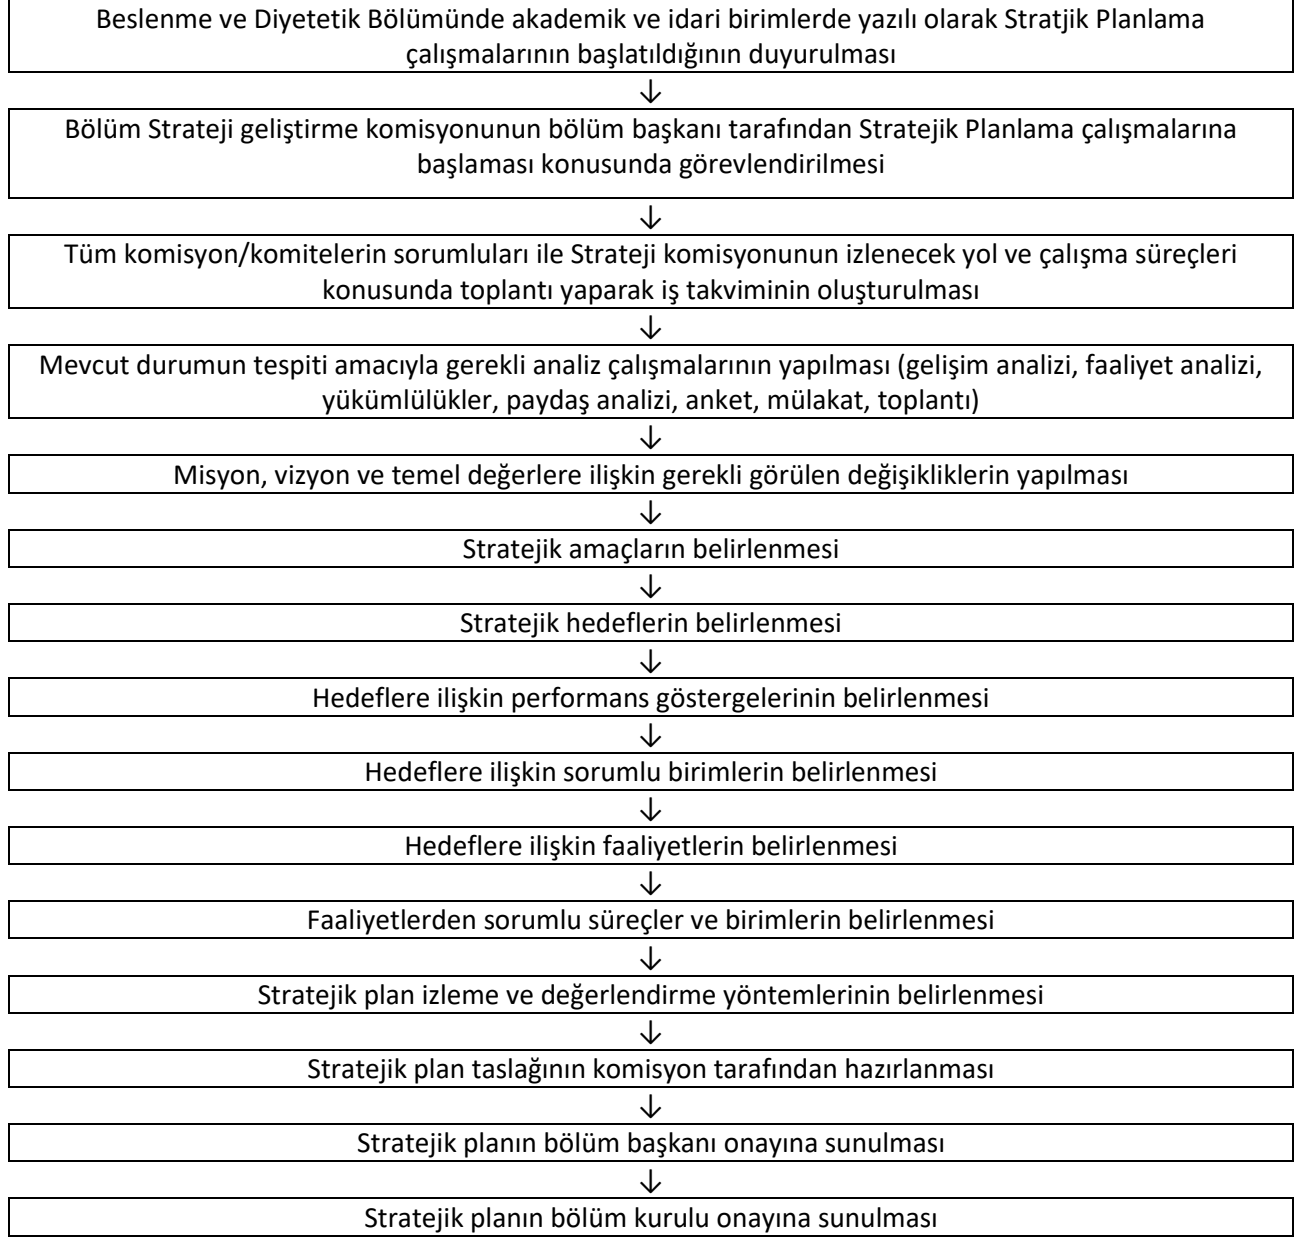 Beslenme ve Diyetetik Bölümünde akademik ve idari birimlerde yazılı olarak Stratjik Planlama
çalışmalarının başlatıldığının duyurulması
↓
Bölüm Strateji geliştirme komisyonunun bölüm başkanı tarafından Stratejik Planlama çalışmalarına
başlaması konusunda görevlendirilmesi
↓
Tüm komisyon/komitelerin sorumluları ile Strateji komisyonunun izlenecek yol ve çalışma süreçleri
konusunda toplantı yaparak iş takviminin oluşturulması
↓
Mevcut durumun tespiti amacıyla gerekli analiz çalışmalarının yapılması (gelişim analizi, faaliyet analizi,
yükümlülükler, paydaş analizi, anket, mülakat, toplantı)
↓
Misyon, vizyon ve temel değerlere ilişkin gerekli görülen değişikliklerin yapılması
↓
Stratejik amaçların belirlenmesi
↓
Stratejik hedeflerin belirlenmesi
↓
Hedeflere ilişkin performans göstergelerinin belirlenmesi
↓
Hedeflere ilişkin sorumlu birimlerin belirlenmesi
↓
Hedeflere ilişkin faaliyetlerin belirlenmesi
↓
Faaliyetlerden sorumlu süreçler ve birimlerin belirlenmesi
↓
Stratejik plan izleme ve değerlendirme yöntemlerinin belirlenmesi
↓
Stratejik plan taslağının komisyon tarafından hazırlanması
↓
Stratejik planın bölüm başkanı onayına sunulması
↓
Stratejik planın bölüm kurulu onayına sunulması